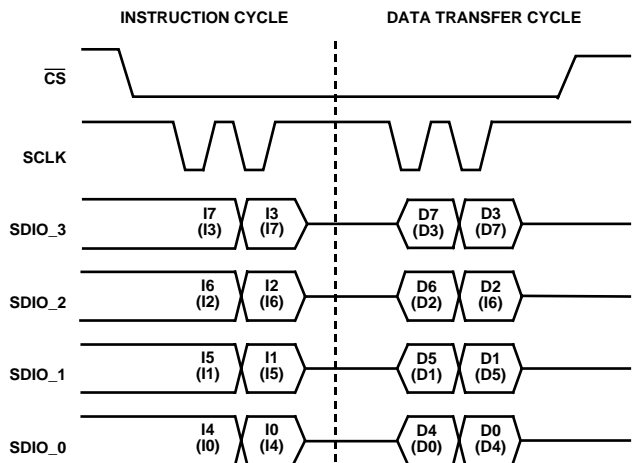 INSTRUCTION CYCLE DATA TRANSFER CYCLE
CS
SCLK
I7 I3 D7 D3
SDIO_3 (I3) (I7) (D3) (D7)
I6 I2 D6 D2
SDIO_2 (I2) (I6) (D2) (I6)
I5 I1 D5 D1
SDIO_1 (I1) (I5) (D1) (D5)
I4 I0 D4 D0
SDIO_0 (I0) (I4) (D0) (D4)